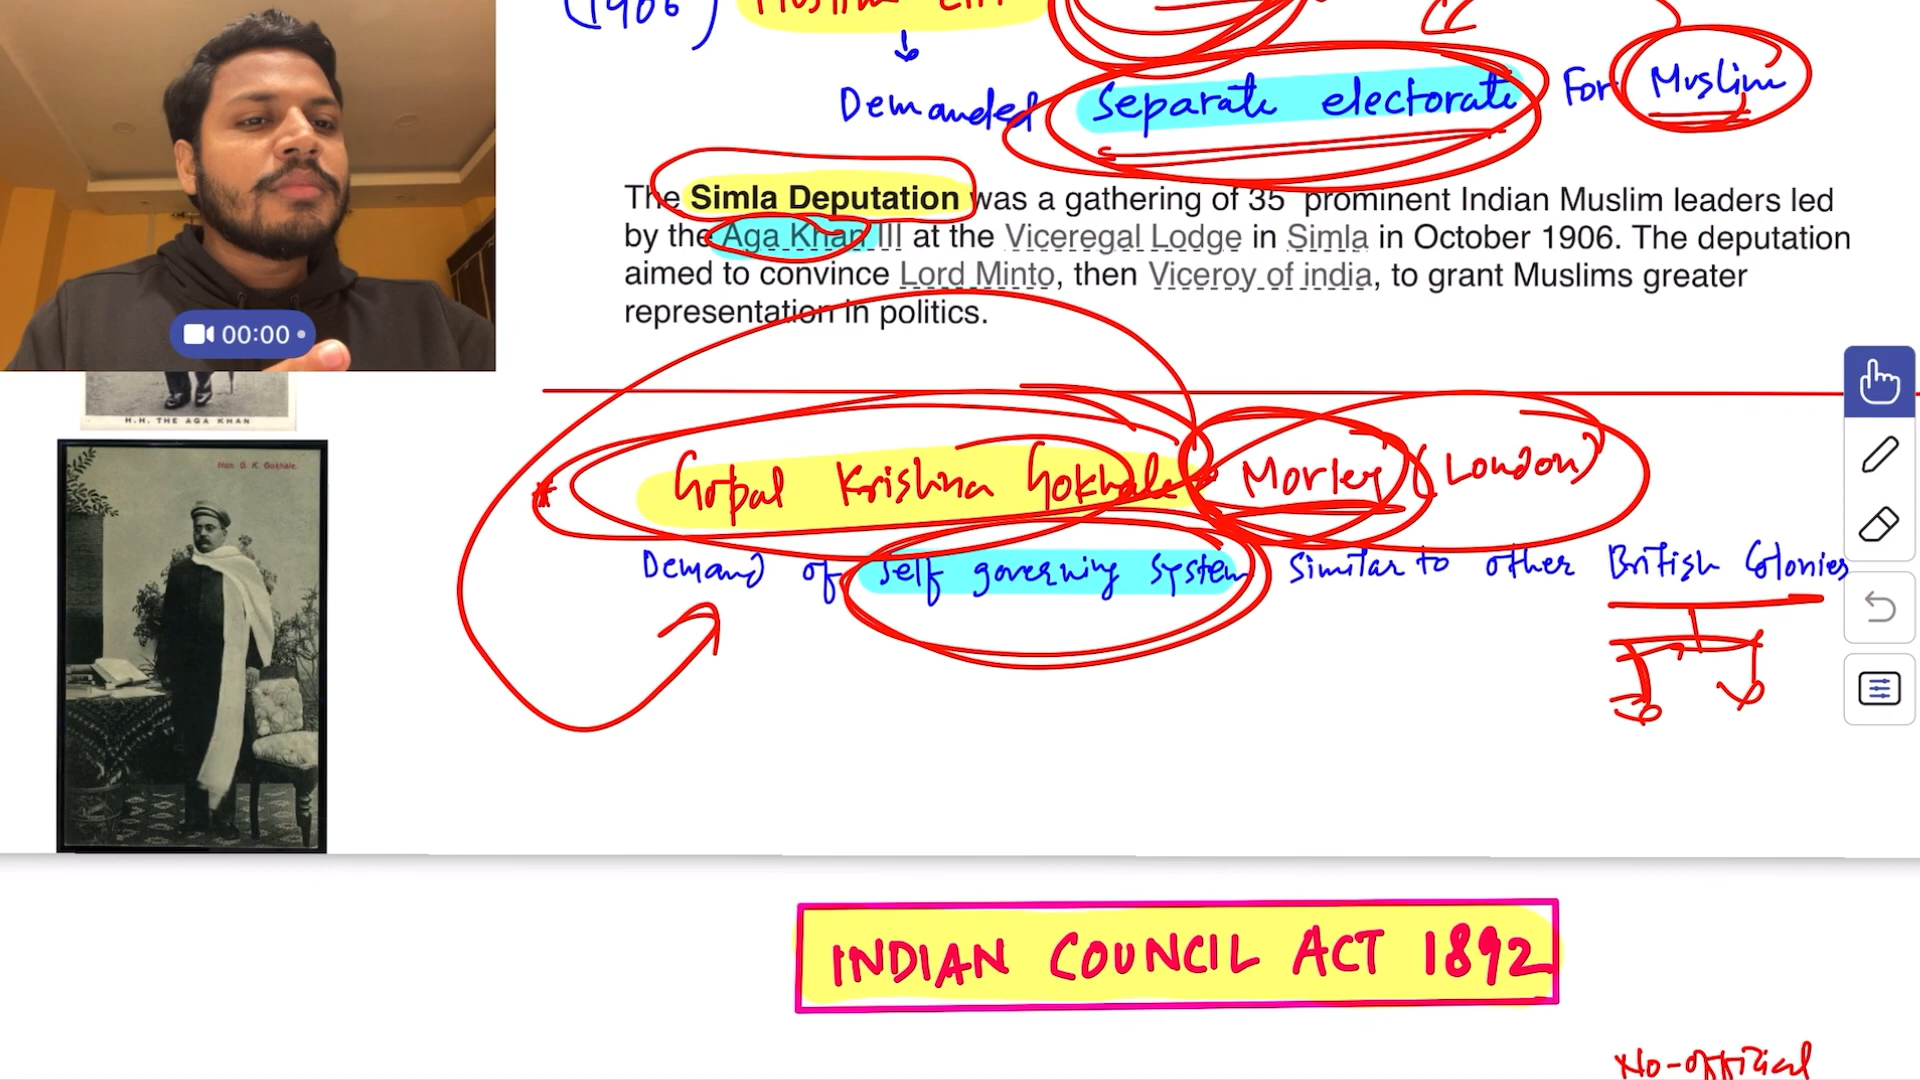 (1906) Muslim
Demanded separate electorate For Muslim
The Simla Deputation was a gathering of 35 prominent Indian Muslim leaders led
by the Aga Khan III at the Viceregal Lodge in Simla in October 1906. The deputation
aimed to convince Lord Minto, then Viceroy of india, to grant Muslims greater
representation in politics.
00:00
H.H. THE AGA KHAN
Hon. G. K. Gokhale.
Gopal Krishna Gokhale Morley (London)
Demand of self governing system similar to other British Colonies
INDIAN COUNCIL ACT 1892
No-official